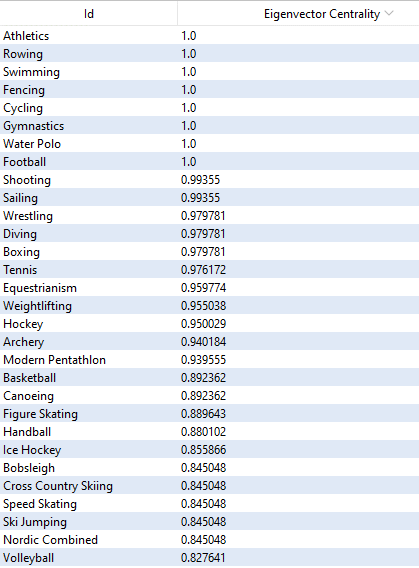 Id Eigenvector Centrality
Athletics 1.0
Rowing 1.0
Swimming 1.0
Fencing 1.0
Cycling 1.0
Gymnastics 1.0
Water Polo 1.0
Football 1.0
Shooting 0.99355
Sailing 0.99355
Wrestling 0.979781
Diving 0.979781
Boxing 0.979781
Tennis 0.976172
Equestrianism 0.959774
Weightlifting 0.955038
Hockey 0.950029
Archery 0.940184
Modern Pentathlon 0.939555
Basketball 0.892362
Canoeing 0.892362
Figure Skating 0.889643
Handball 0.880102
Ice Hockey 0.855866
Bobsleigh 0.845048
Cross Country Skiing 0.845048
Speed Skating 0.845048
Ski Jumping 0.845048
Nordic Combined 0.845048
Volleyball 0.827641